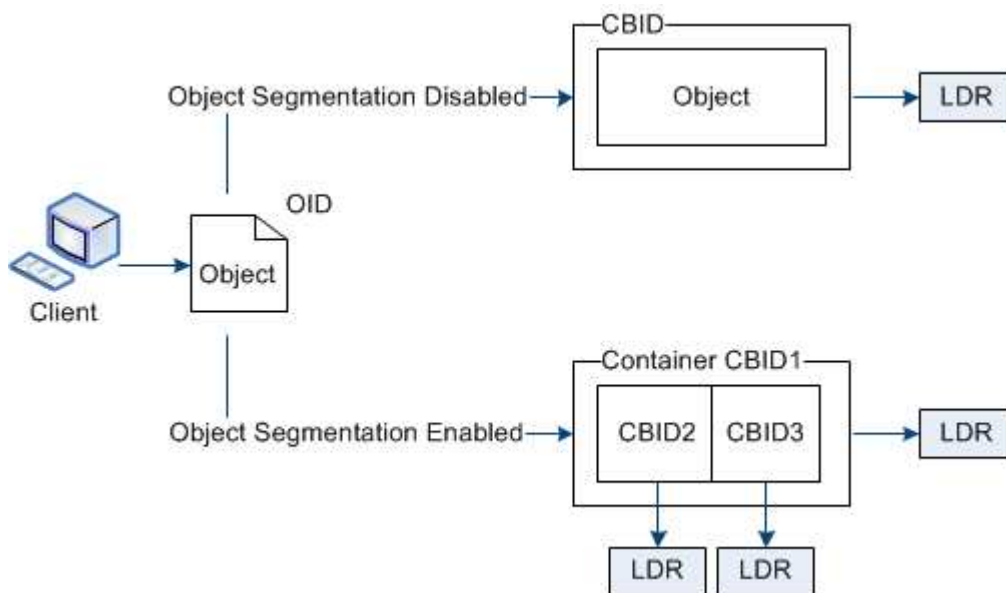 CBID
Object Segmentation Disabled
Object
LDR
OID
Object
Client
Container CBID1
Object Segmentation Enabled
CBID2
CBID3
LDR
LDR
LDR